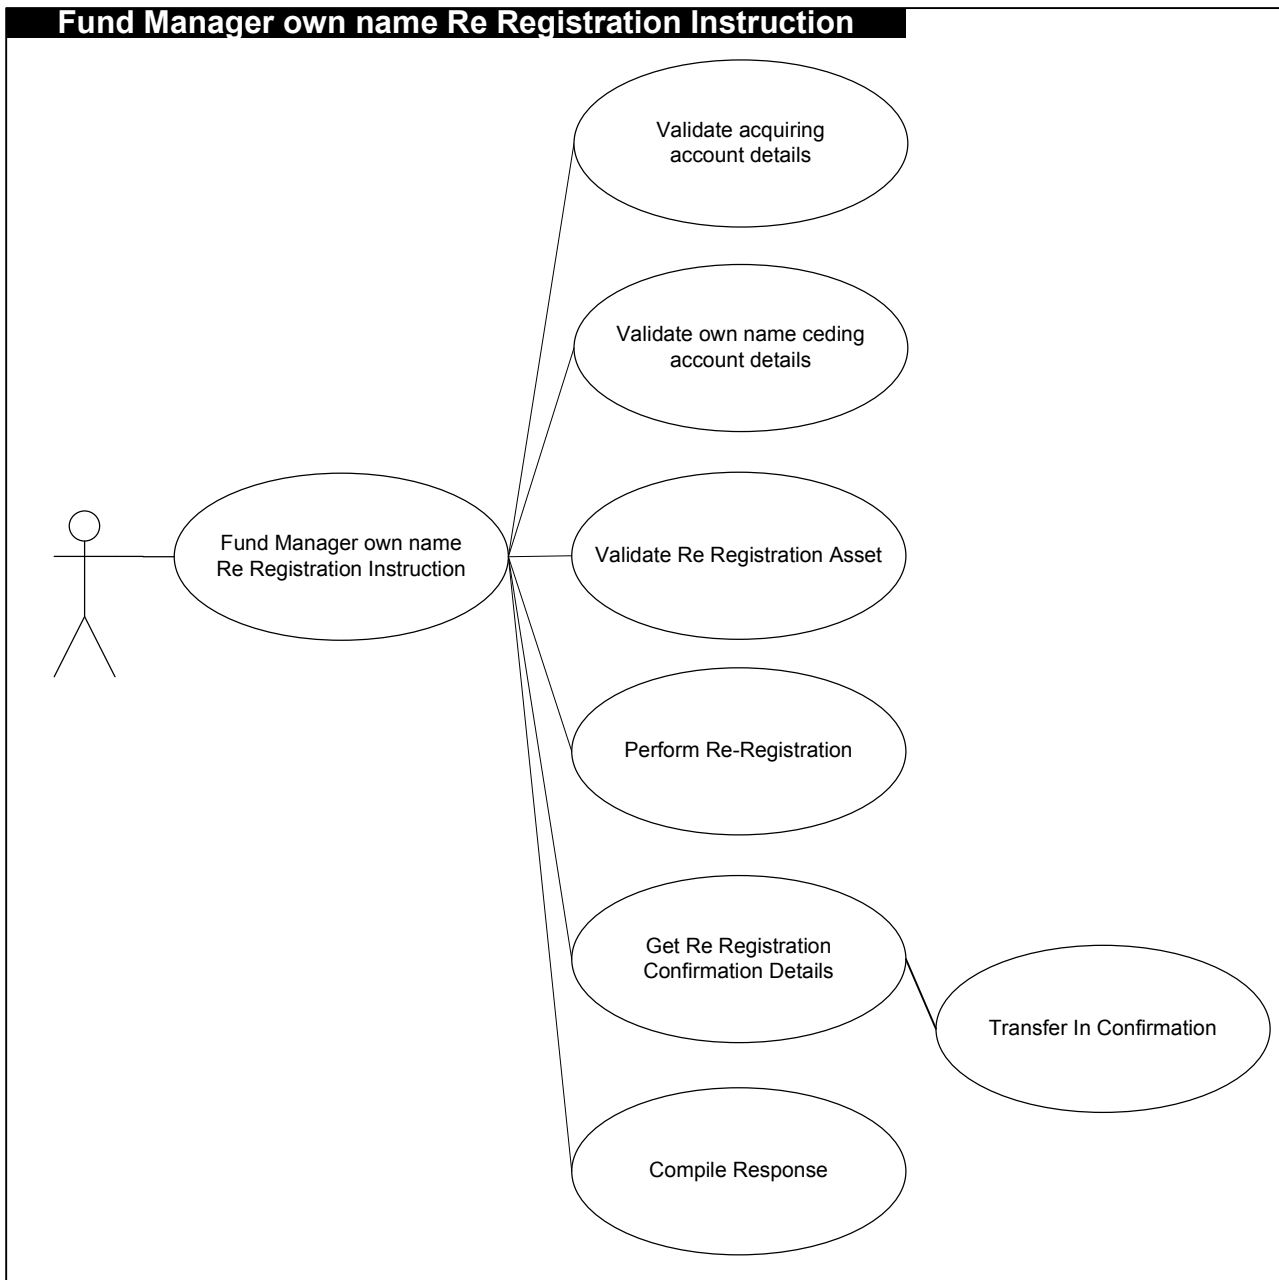 Fund Manager own name Re Registration Instruction
Validate acquiring
account details
Validate own name ceding
account details
Fund Manager own name
Re Registration Instruction
Validate Re Registration Asset
Perform Re-Registration
Get Re Registration
Confirmation Details
Transfer In Confirmation
Compile Response